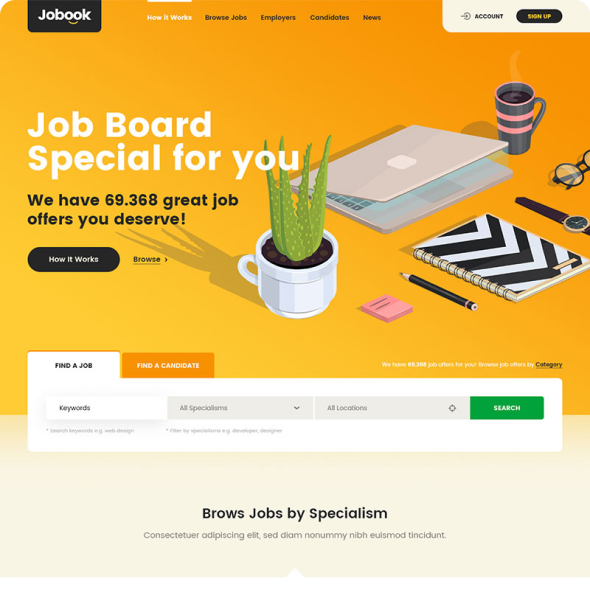 Jobook
How it Works
Browse Jobs
Employers
Candidates
News
ACCOUNT
SIGN UP
Job Board
Special for you
We have 69.368 great job
offers you deserve!
How It Works
Browse
FIND A JOB
FIND A CANDIDATE
We have 69.368 job offers for you! Browse job offers by Category
Keywords
All Specialisms
All Locations
SEARCH
* Search keywords e.g. web design
* Filter by specialisms e.g. developer, designer
Brows Jobs by Specialism
Consectetuer adipiscing elit, sed diam nonummy nibh euismod tincidunt.